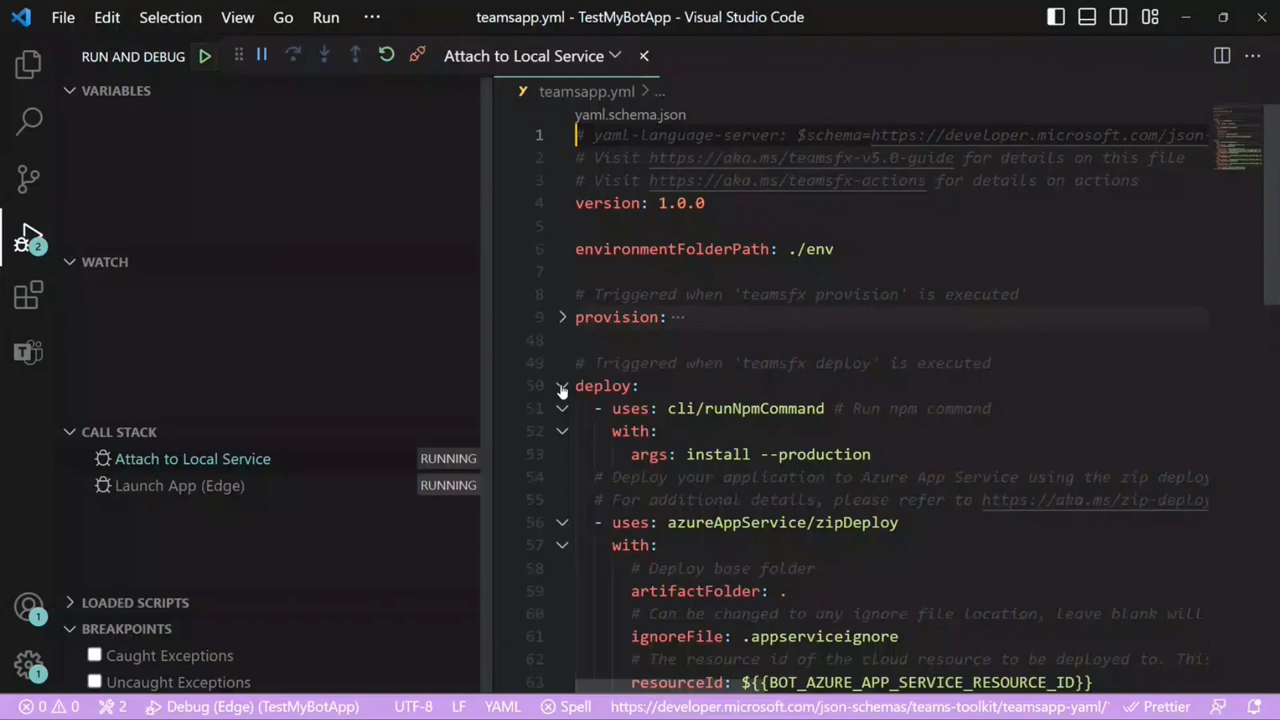 File Edit Selection View Go Run ··· teamsapp.yml - TestMyBotApp - Visual Studio Code
RUN AND DEBUG
Attach to Local Service
VARIABLES
WATCH
CALL STACK
Attach to Local Service RUNNING
Launch App (Edge) RUNNING
LOADED SCRIPTS
BREAKPOINTS
Caught Exceptions
Uncaught Exceptions
2
1
1
teamsapp.yml > ...
yaml.schema.json
1 # yaml-language-server: $schema=https://developer.microsoft.com/json-
2 # Visit https://aka.ms/teamsfx-v5.0-guide for details on this file
3 # Visit https://aka.ms/teamsfx-actions for details on actions
4 version: 1.0.0
5
6 environmentFolderPath: ./env
7
8 # Triggered when 'teamsfx provision' is executed
9 provision: ···
48
49 # Triggered when 'teamsfx deploy' is executed
50 deploy:
51 - uses: cli/runNpmCommand # Run npm command
52 with:
53 args: install --production
54 # Deploy your application to Azure App Service using the zip deploy
55 # For additional details, please refer to https://aka.ms/zip-deplo
56 - uses: azureAppService/zipDeploy
57 with:
58 # Deploy base folder
59 artifactFolder: .
60 # Can be changed to any ignore file location, leave blank will
61 ignoreFile: .appserviceignore
62 # The resource id of the cloud resource to be deployed to. This
63 resourceId: ${{BOT_AZURE_APP_SERVICE_RESOURCE_ID}}
0 0 2 Debug (Edge) (TestMyBotApp) UTF-8 LF YAML Spell https://developer.microsoft.com/json-schemas/teams-toolkit/teamsapp-yaml/ Prettier